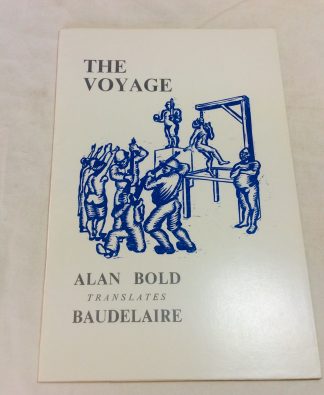 THE
VOYAGE
ALAN BOLD
TRANSLATES
BAUDELAIRE